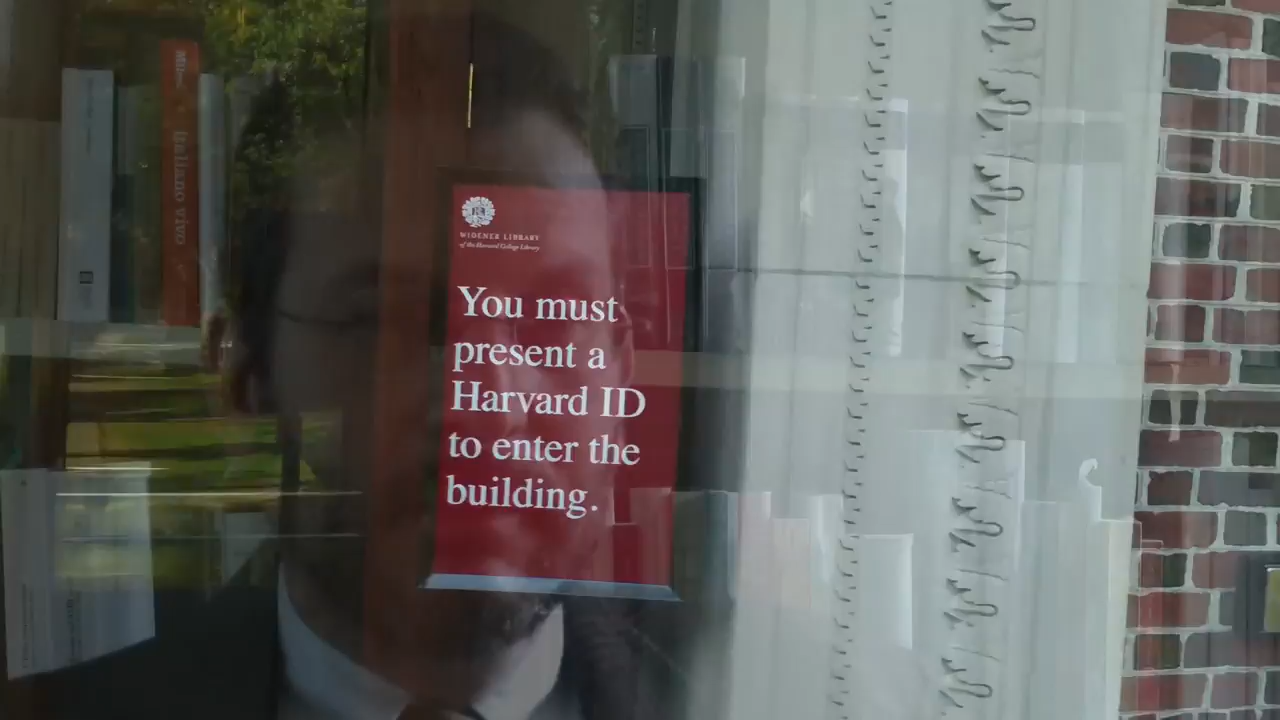 Italiano vivo
WIDENER LIBRARY
of the Harvard College Library
You must
present a
Harvard ID
to enter the
building.